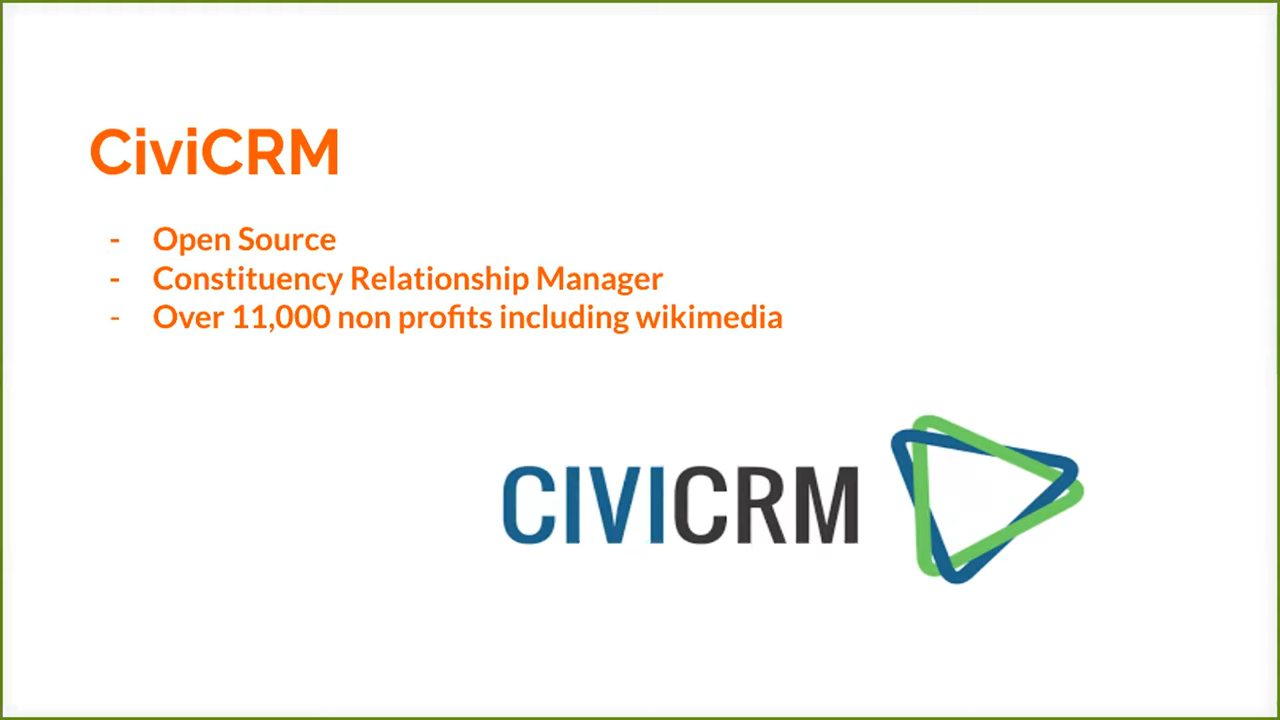 CiviCRM
- Open Source
- Constituency Relationship Manager
- Over 11,000 non profits including wikimedia
CIVICRM